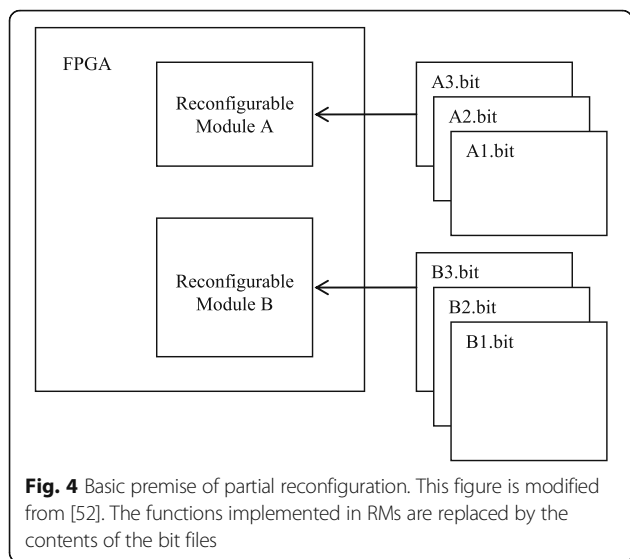 FPGA
Reconfigurable
Module A
A3.bit
A2.bit
A1.bit
Reconfigurable
Module B
B3.bit
B2.bit
B1.bit
Fig. 4 Basic premise of partial reconfiguration. This figure is modified
from [52]. The functions implemented in RMs are replaced by the
contents of the bit files